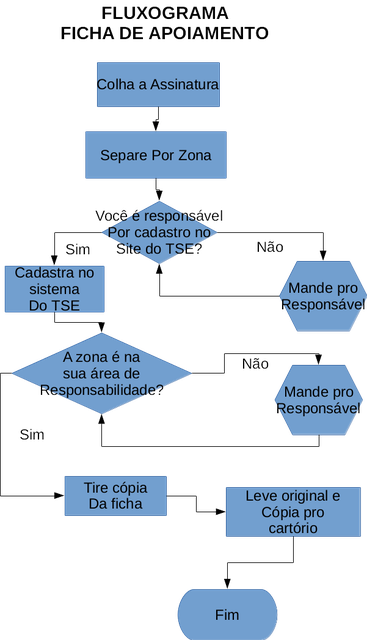 FLUXOGRAMA
FICHA DE APOIAMENTO
Colha a Assinatura
Separe Por Zona
Você é responsável
Por cadastro no
Site do TSE?
Sim
Não
Cadastra no
sistema
Do TSE
Mande pro
Responsável
A zona é na
sua área de
Responsabilidade?
Não
Mande pro
Responsável
Sim
Tire cópia
Da ficha
Leve original e
Cópia pro
cartório
Fim